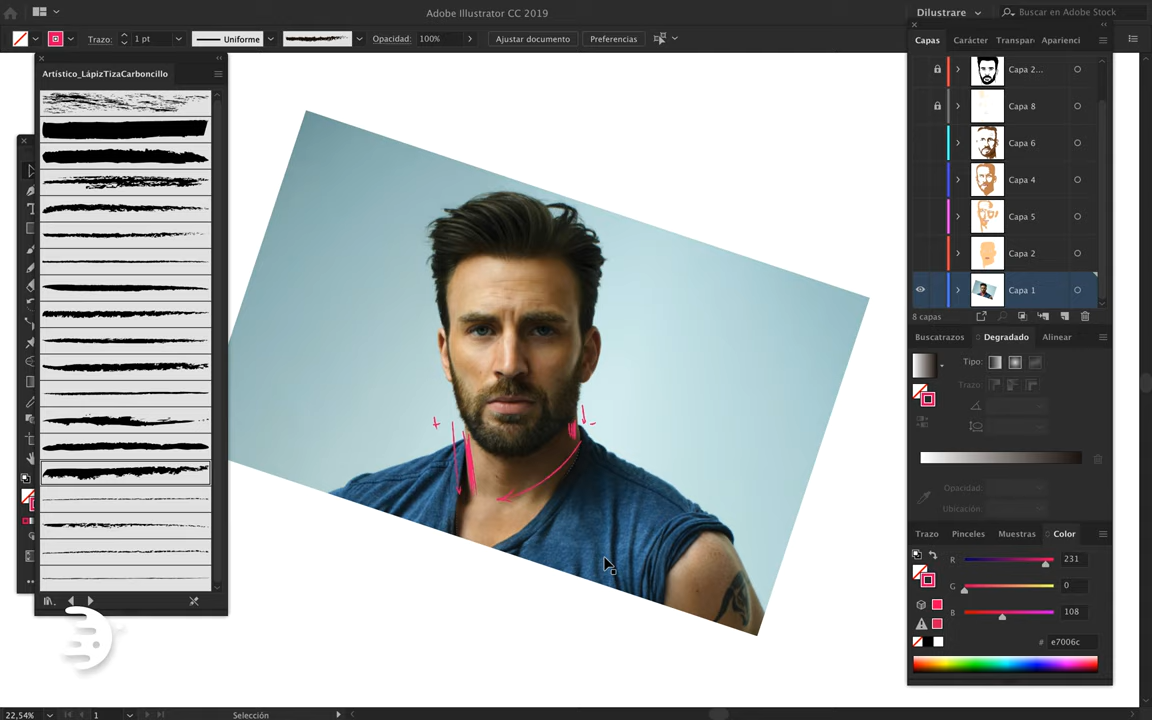 Adobe Illustrator CC 2019
Dilustrare
Buscar en Adobe Stock
Trazo:
1 pt
Uniforme
Opacidad:
100%
Ajustar documento
Preferencias
Artístico_LápizTizaCarboncillo
Capas
Carácter
Transpar
Aparienci
Capa 2...
Capa 8
Capa 6
Capa 4
Capa 5
Capa 2
Capa 1
8 capas
Buscatrazos
Degradado
Alinear
Tipo:
Trazo:
Opacidad:
Ubicación:
Trazo
Pinceles
Muestras
Color
R
231
G
0
B
108
#
e7006c
22,54%
1
Selección